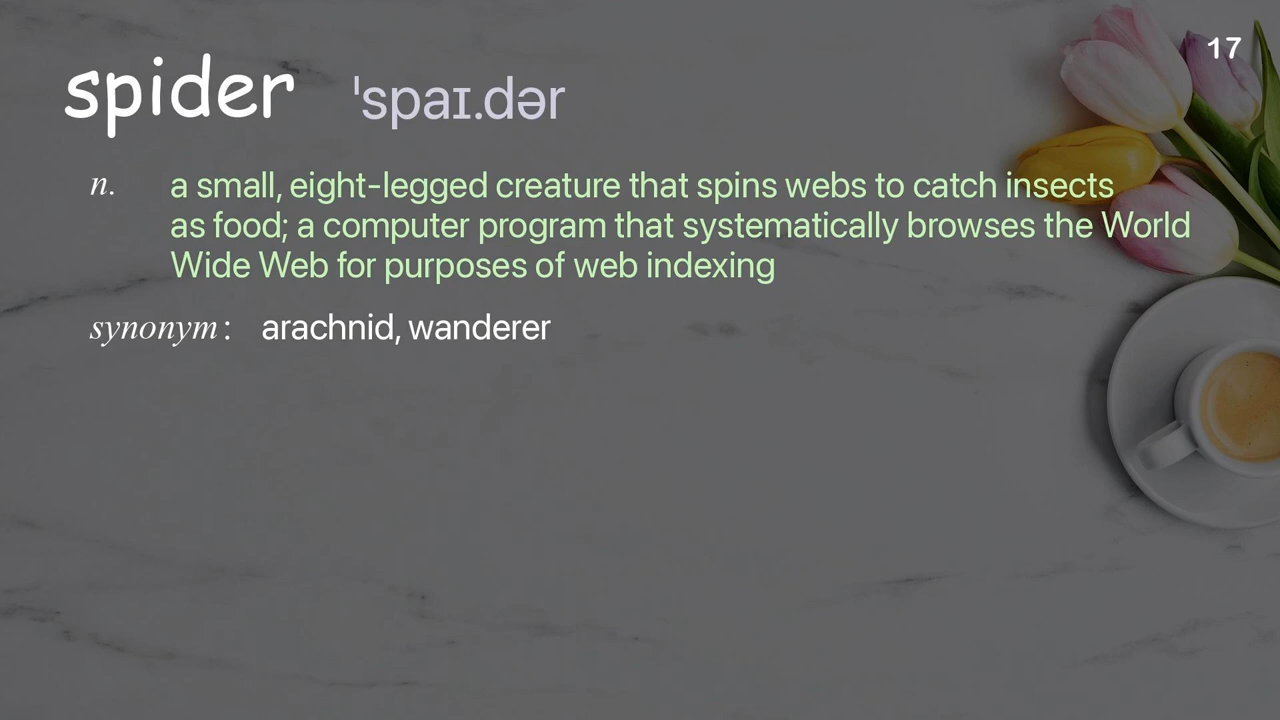 17
spider ˈspaɪ.dər
n. a small, eight-legged creature that spins webs to catch insects
as food; a computer program that systematically browses the World
Wide Web for purposes of web indexing
synonym: arachnid, wanderer